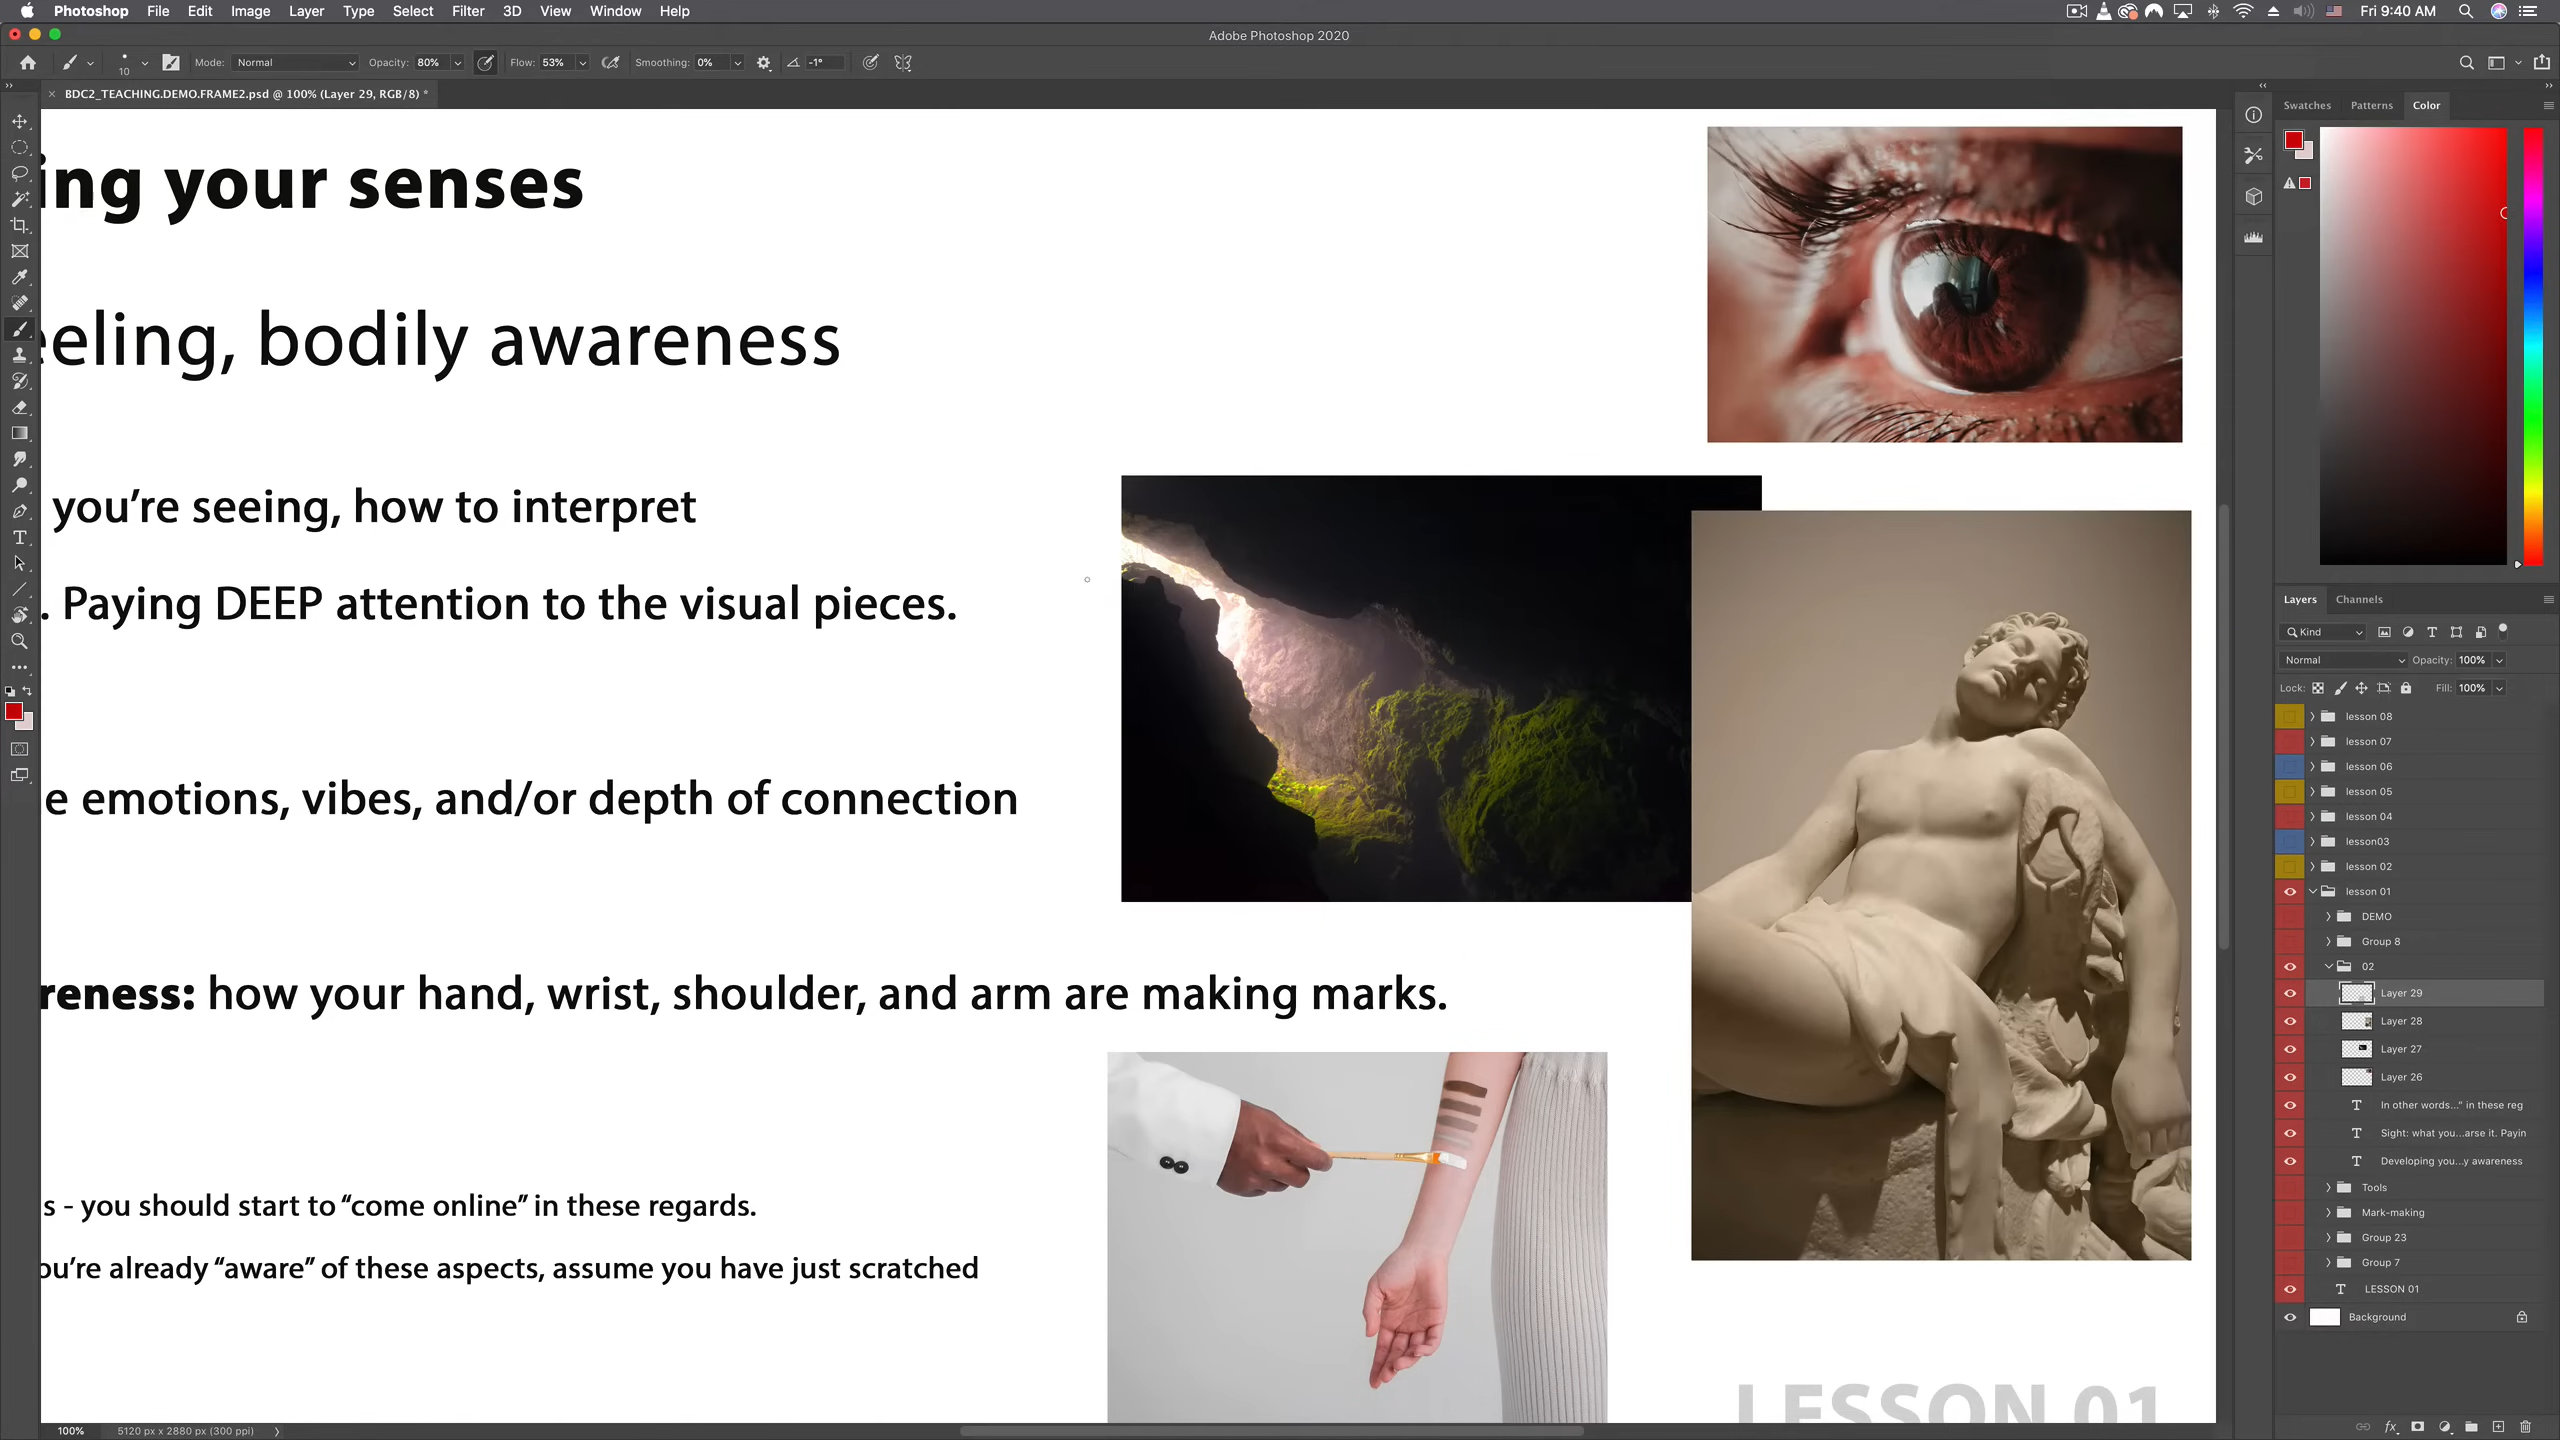 Photoshop File Edit Image Layer Type Select Filter 3D View Window Help
Fri 9:40 AM
Adobe Photoshop 2020
10 Mode: Normal Opacity: 80% Flow: 53% Smoothing: 0% -1°
BDC2_TEACHING.DEMO.FRAME2.psd @ 100% (Layer 29, RGB/8) *
Swatches Patterns Color
ing your senses
eeling, bodily awareness
you’re seeing, how to interpret
. Paying DEEP attention to the visual pieces.
e emotions, vibes, and/or depth of connection
reness: how your hand, wrist, shoulder, and arm are making marks.
s - you should start to “come online” in these regards.
ou’re already “aware” of these aspects, assume you have just scratched
LESSON 01
Layers Channels
Kind
Normal Opacity: 100%
Lock: Fill: 100%
lesson 08
lesson 07
lesson 06
lesson 05
lesson 04
lesson03
lesson 02
lesson 01
DEMO
Group 8
02
Layer 29
Layer 28
Layer 27
Layer 26
T In other words...“ in these reg
T Sight: what you...arse it. Payin
T Developing you...y awareness
Tools
Mark-making
Group 23
Group 7
T LESSON 01
Background
fx
100% 5120 px x 2880 px (300 ppi)